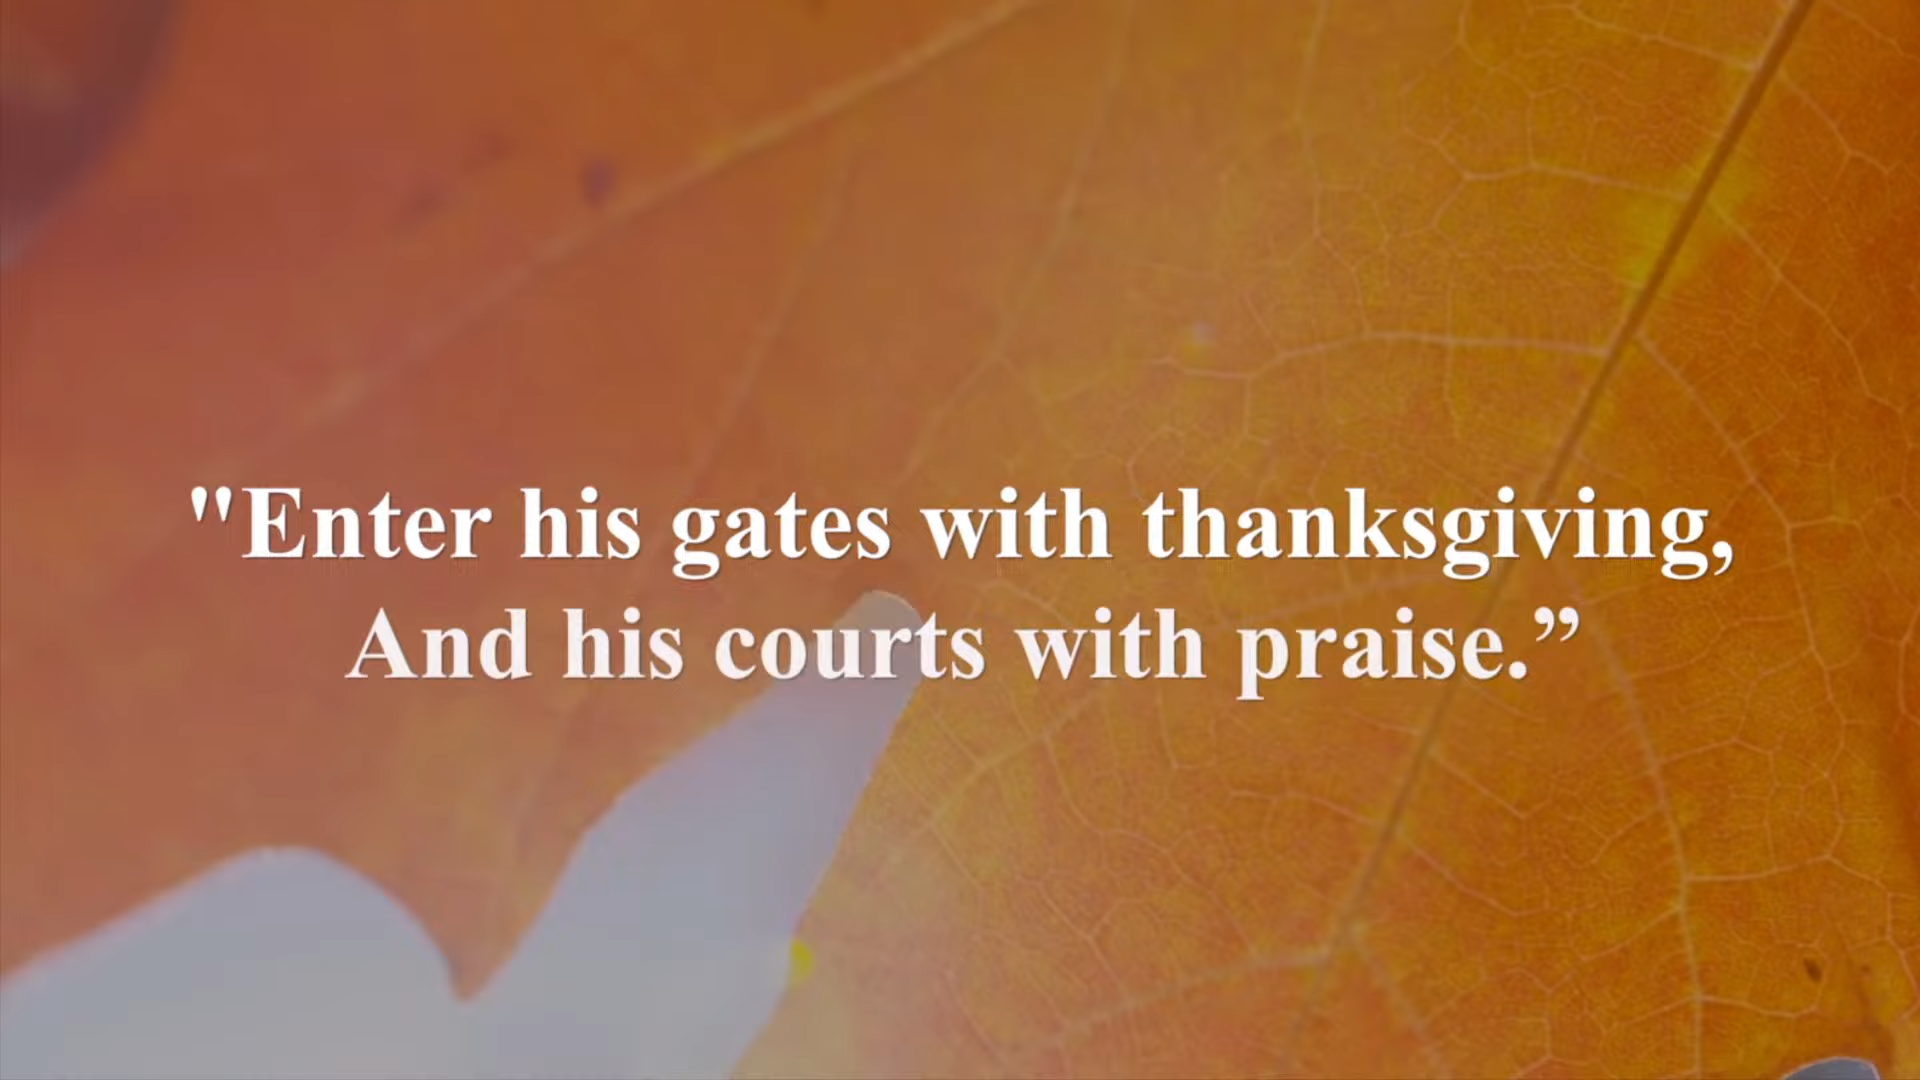 "Enter his gates with thanksgiving,
And his courts with praise.”